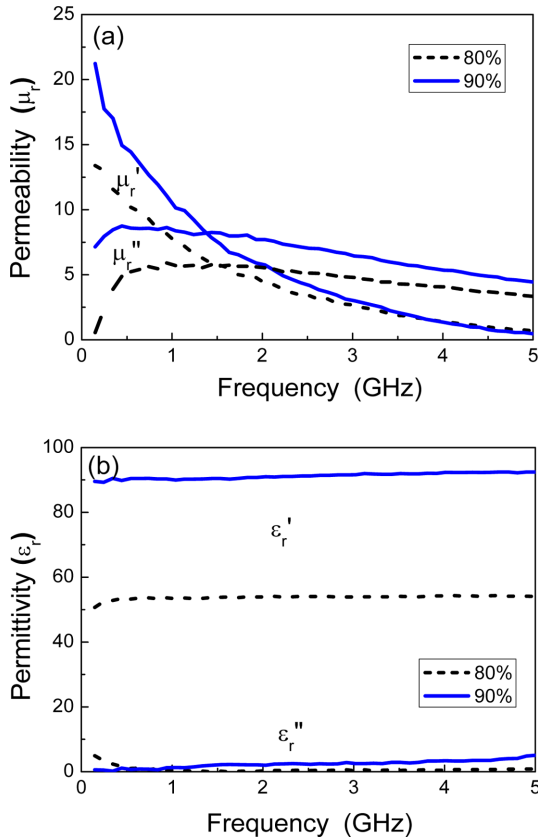 (a)
80%
90%
μr'
μr"
Permeability (μr)
25
20
15
10
5
0
0 1 2 3 4 5
Frequency (GHz)
(b)
εr'
80%
90%
εr"
Permittivity (εr)
100
80
60
40
20
0
0 1 2 3 4 5
Frequency (GHz)